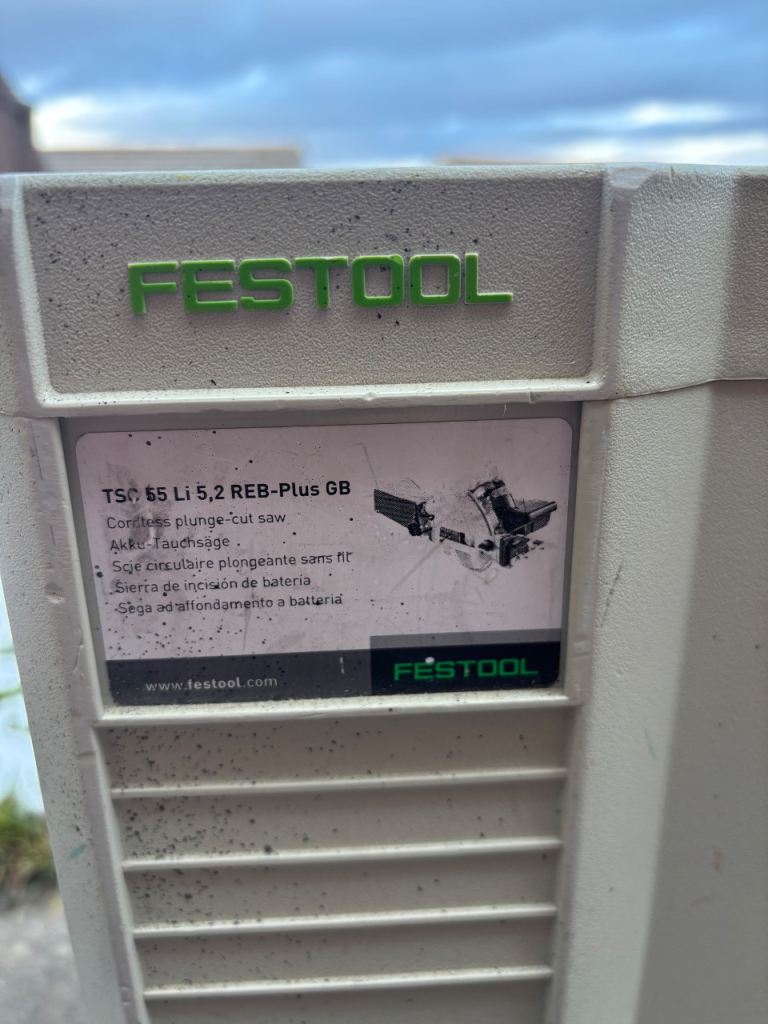 FESTOOL
TSC 55 Li 5,2 REB-Plus GB
Cordless plunge-cut saw
Akku-Tauchsäge
Scie circulaire plongeante sans fil
Sierra de incisión de batería
Sega ad affondamento a batteria
www.festool.com
FESTOOL